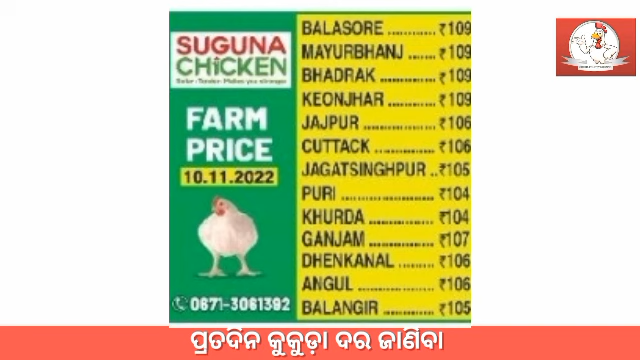 SUGUNA
CHiCKEN
FARM
PRICE
10.11.2022
0671-3061392
BALASORE ............ ₹109
MAYURBHANJ ...... ₹109
BHADRAK ............ ₹109
KEONJHAR ........... ₹109
JAJPUR ................ ₹106
CUTTACK ............. ₹106
JAGATSINGHPUR ..₹105
PURI .................... ₹104
KHURDA .............. ₹104
GANJAM .............. ₹107
DHENKANAL ........ ₹106
ANGUL ................ ₹106
BALANGIR ........... ₹105
ପ୍ରତିଦିନ କୁକୁଡ଼ା ଦର ଜାଣିବା